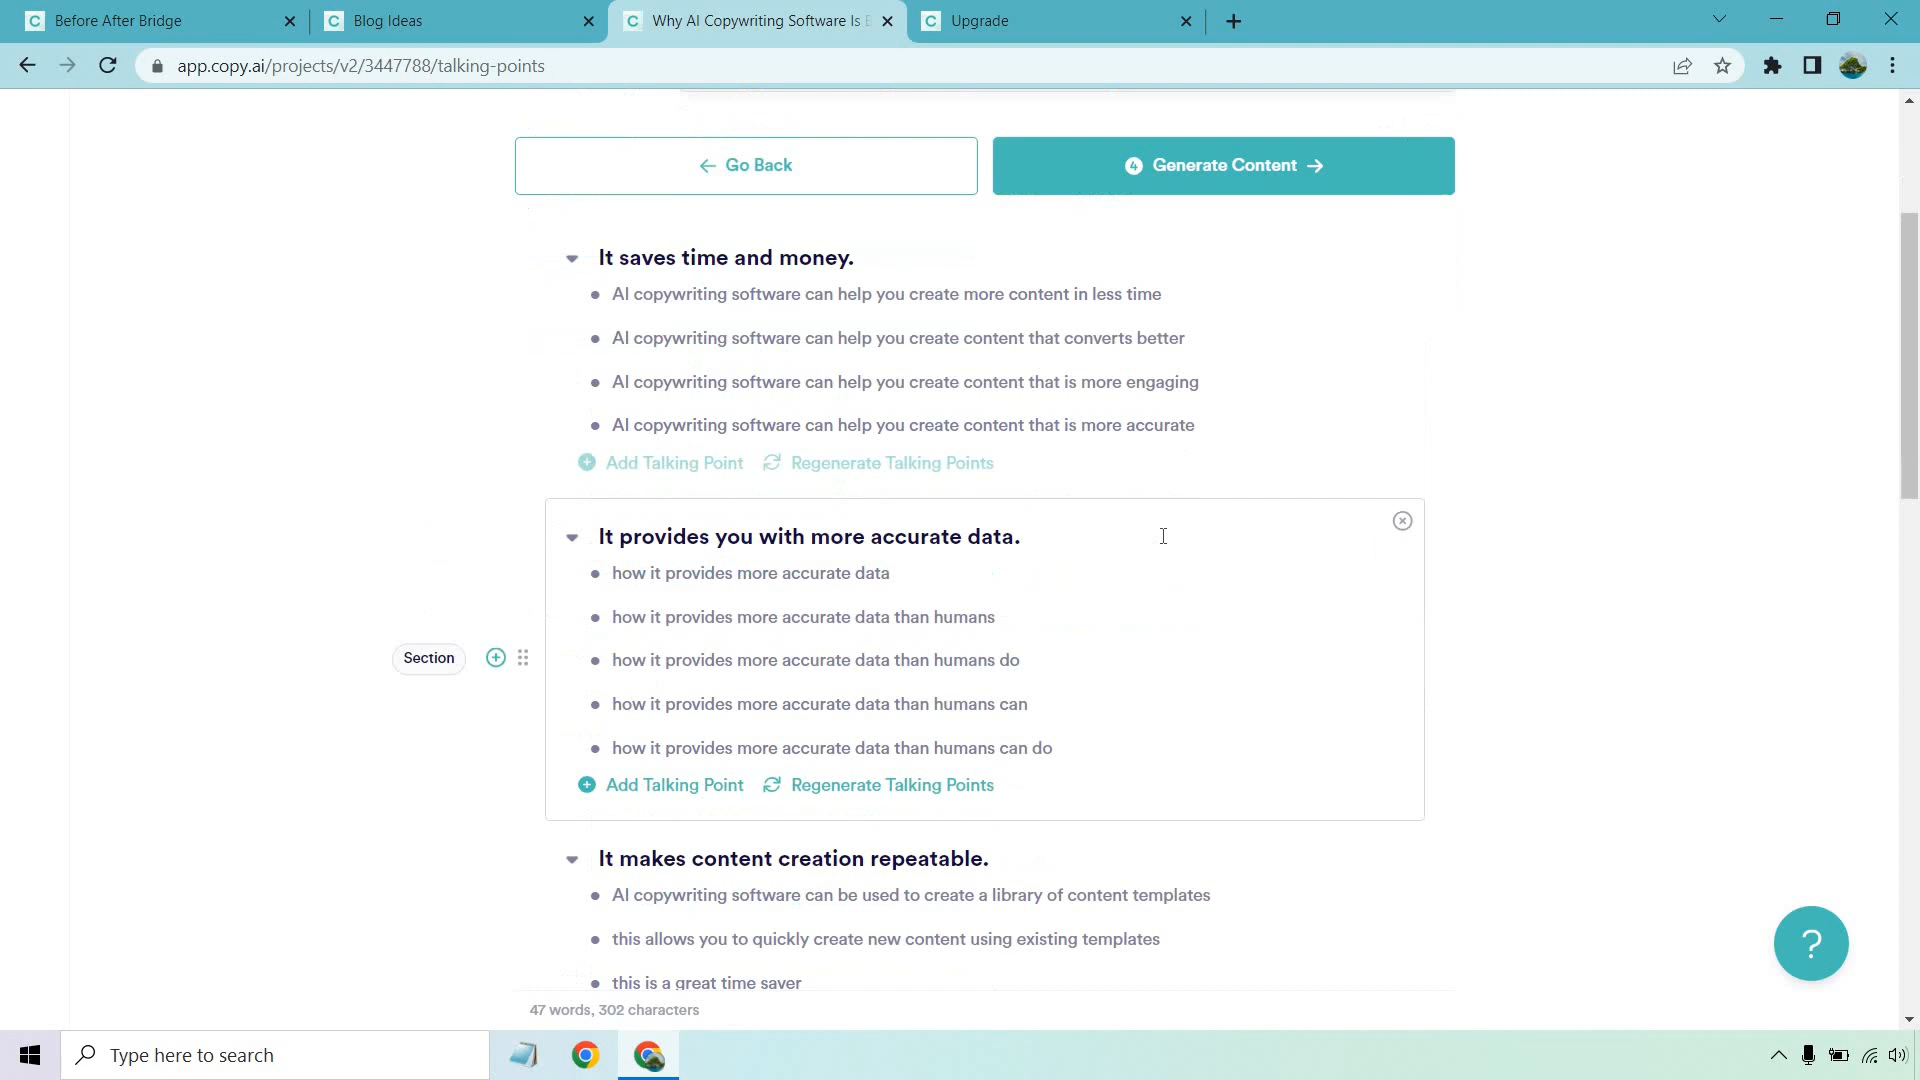 Before After Bridge
Blog Ideas
Why AI Copywriting Software Is
Upgrade
app.copy.ai/projects/v2/3447788/talking-points
Go Back
4 Generate Content
It saves time and money.
AI copywriting software can help you create more content in less time
AI copywriting software can help you create content that converts better
AI copywriting software can help you create content that is more engaging
AI copywriting software can help you create content that is more accurate
Add Talking Point Regenerate Talking Points
It provides you with more accurate data.
how it provides more accurate data
how it provides more accurate data than humans
Section
how it provides more accurate data than humans do
how it provides more accurate data than humans can
how it provides more accurate data than humans can do
Add Talking Point Regenerate Talking Points
It makes content creation repeatable.
AI copywriting software can be used to create a library of content templates
this allows you to quickly create new content using existing templates
this is a great time saver
?
47 words, 302 characters
Type here to search